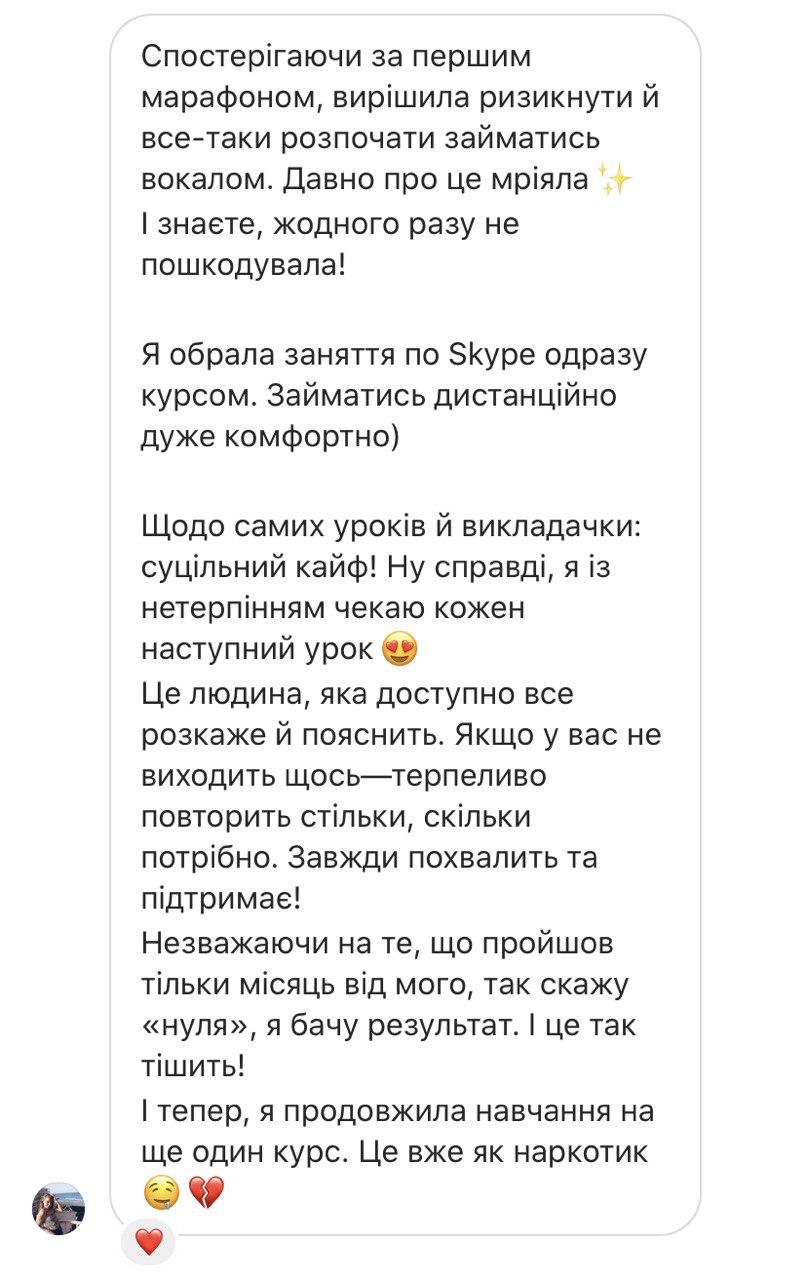 Спостерігаючи за першим
марафоном, вирішила ризикнути й
все-таки розпочати займатись
вокалом. Давно про це мріяла ✨
І знаєте, жодного разу не
пошкодувала!
Я обрала заняття по Skype одразу
курсом. Займатись дистанційно
дуже комфортно)
Щодо самих уроків й викладачки:
суцільний кайф! Ну справді, я із
нетерпінням чекаю кожен
наступний урок 😍
Це людина, яка доступно все
розкаже й пояснить. Якщо у вас не
виходить щось—терпеливо
повторить стільки, скільки
потрібно. Завжди похвалить та
підтримає!
Незважаючи на те, що пройшов
тільки місяць від мого, так скажу
«нуля», я бачу результат. І це так
тішить!
І тепер, я продовжила навчання на
ще один курс. Це вже як наркотик
🤤💔
❤️